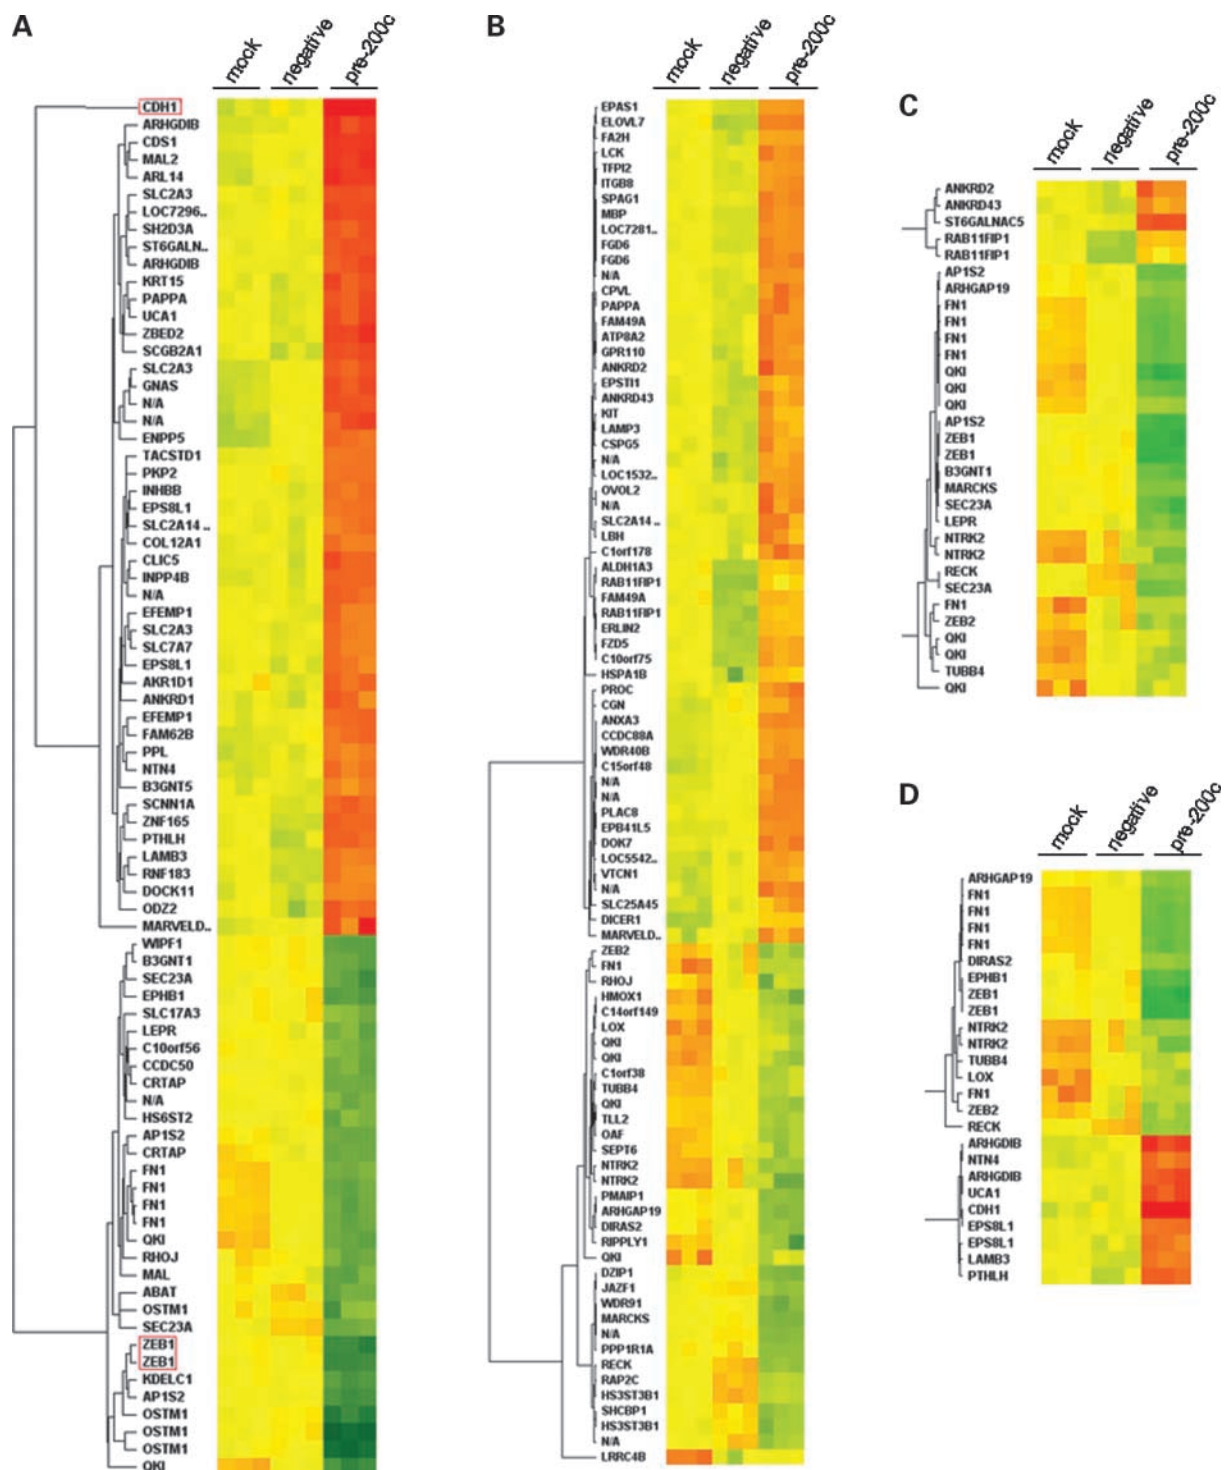 A
mock negative pre-200c
CDH1
ARHGDIB
CDS1
MAL2
ARL14
SLC2A3
LOC7296..
SH2D3A
ST6GALN..
ARHGDIB
KRT15
PAPPA
UCA1
ZBED2
SCGB2A1
SLC2A3
GNAS
N/A
N/A
ENPP5
TACSTD1
PKP2
INHBB
EPS8L1
SLC2A14 ..
COL12A1
CLIC5
INPP4B
N/A
EFEMP1
SLC2A3
SLC7A7
EPS8L1
AKR1D1
ANKRD1
EFEMP1
FAM62B
PPL
NTN4
B3GNT5
SCNN1A
ZNF165
PTHLH
LAMB3
RNF183
DOCK11
ODZ2
MARVELD..
WIPF1
B3GNT1
SEC23A
EPHB1
SLC17A3
LEPR
C10orf56
CCDC50
CRTAP
N/A
HS6ST2
AP1S2
CRTAP
FN1
FN1
FN1
FN1
QKI
RHOJ
MAL
ABAT
OSTM1
SEC23A
ZEB1
ZEB1
KDELC1
AP1S2
OSTM1
OSTM1
OSTM1
QKI
B
mock negative pre-200c
EPAS1
ELOVL7
FA2H
LCK
TFPI2
ITGB8
SPAG1
MBP
LOC7281..
FGD6
FGD6
N/A
CPVL
PAPPA
FAM49A
ATP8A2
GPR110
ANKRD2
EPSTI1
ANKRD43
KIT
LAMP3
CSPG5
N/A
LOC1532..
OVOL2
N/A
SLC2A14 ..
LBH
C1orf178
ALDH1A3
RAB11FIP1
FAM49A
RAB11FIP1
ERLIN2
FZD5
C10orf75
HSPA1B
PROC
CGN
ANXA3
CCDC88A
WDR40B
C15orf48
N/A
N/A
PLAC8
EPB41L5
DOK7
LOC5542..
VTCN1
N/A
SLC25A45
DICER1
MARVELD..
ZEB2
FN1
RHOJ
HMOX1
C14orf149
LOX
QKI
QKI
C1orf38
TUBB4
QKI
TLL2
OAF
SEPT6
NTRK2
NTRK2
PMAIP1
ARHGAP19
DIRAS2
RIPPLY1
QKI
DZIP1
JAZF1
WDR91
MARCKS
N/A
PPP1R1A
RECK
RAP2C
HS3ST3B1
SHCBP1
HS3ST3B1
N/A
LRRC4B
C
mock negative pre-200c
ANKRD2
ANKRD43
ST6GALNAC5
RAB11FIP1
RAB11FIP1
AP1S2
ARHGAP19
FN1
FN1
FN1
FN1
QKI
QKI
QKI
AP1S2
ZEB1
ZEB1
B3GNT1
MARCKS
SEC23A
LEPR
NTRK2
NTRK2
RECK
SEC23A
FN1
ZEB2
QKI
QKI
TUBB4
QKI
D
mock negative pre-200c
ARHGAP19
FN1
FN1
FN1
FN1
DIRAS2
EPHB1
ZEB1
ZEB1
NTRK2
NTRK2
TUBB4
LOX
FN1
ZEB2
RECK
ARHGDIB
NTN4
ARHGDIB
UCA1
CDH1
EPS8L1
EPS8L1
LAMB3
PTHLH